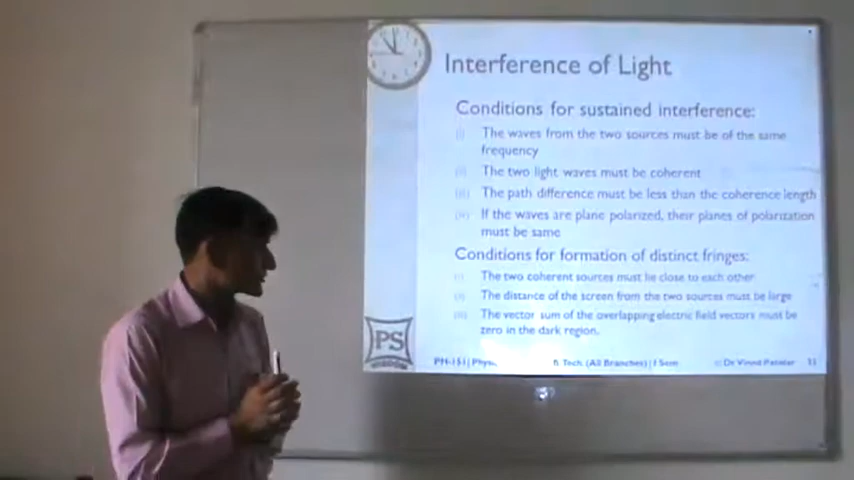 Interference of Light
Conditions for sustained interference:
(i) The waves from the two sources must be of the same
frequency
(ii) The two light waves must be coherent
(iii) The path difference must be less than the coherence length
(iv) If the waves are plane polarized, their planes of polarization
must be same
Conditions for formation of distinct fringes:
(i) The two coherent sources must lie close to each other
(ii) The distance of the screen from the two sources must be large
(iii) The vector sum of the overlapping electric field vectors must be
zero in the dark region.
PS
PH-151| Physics
B. Tech. (All Branches)| I Sem
Dr Vinod Patidar